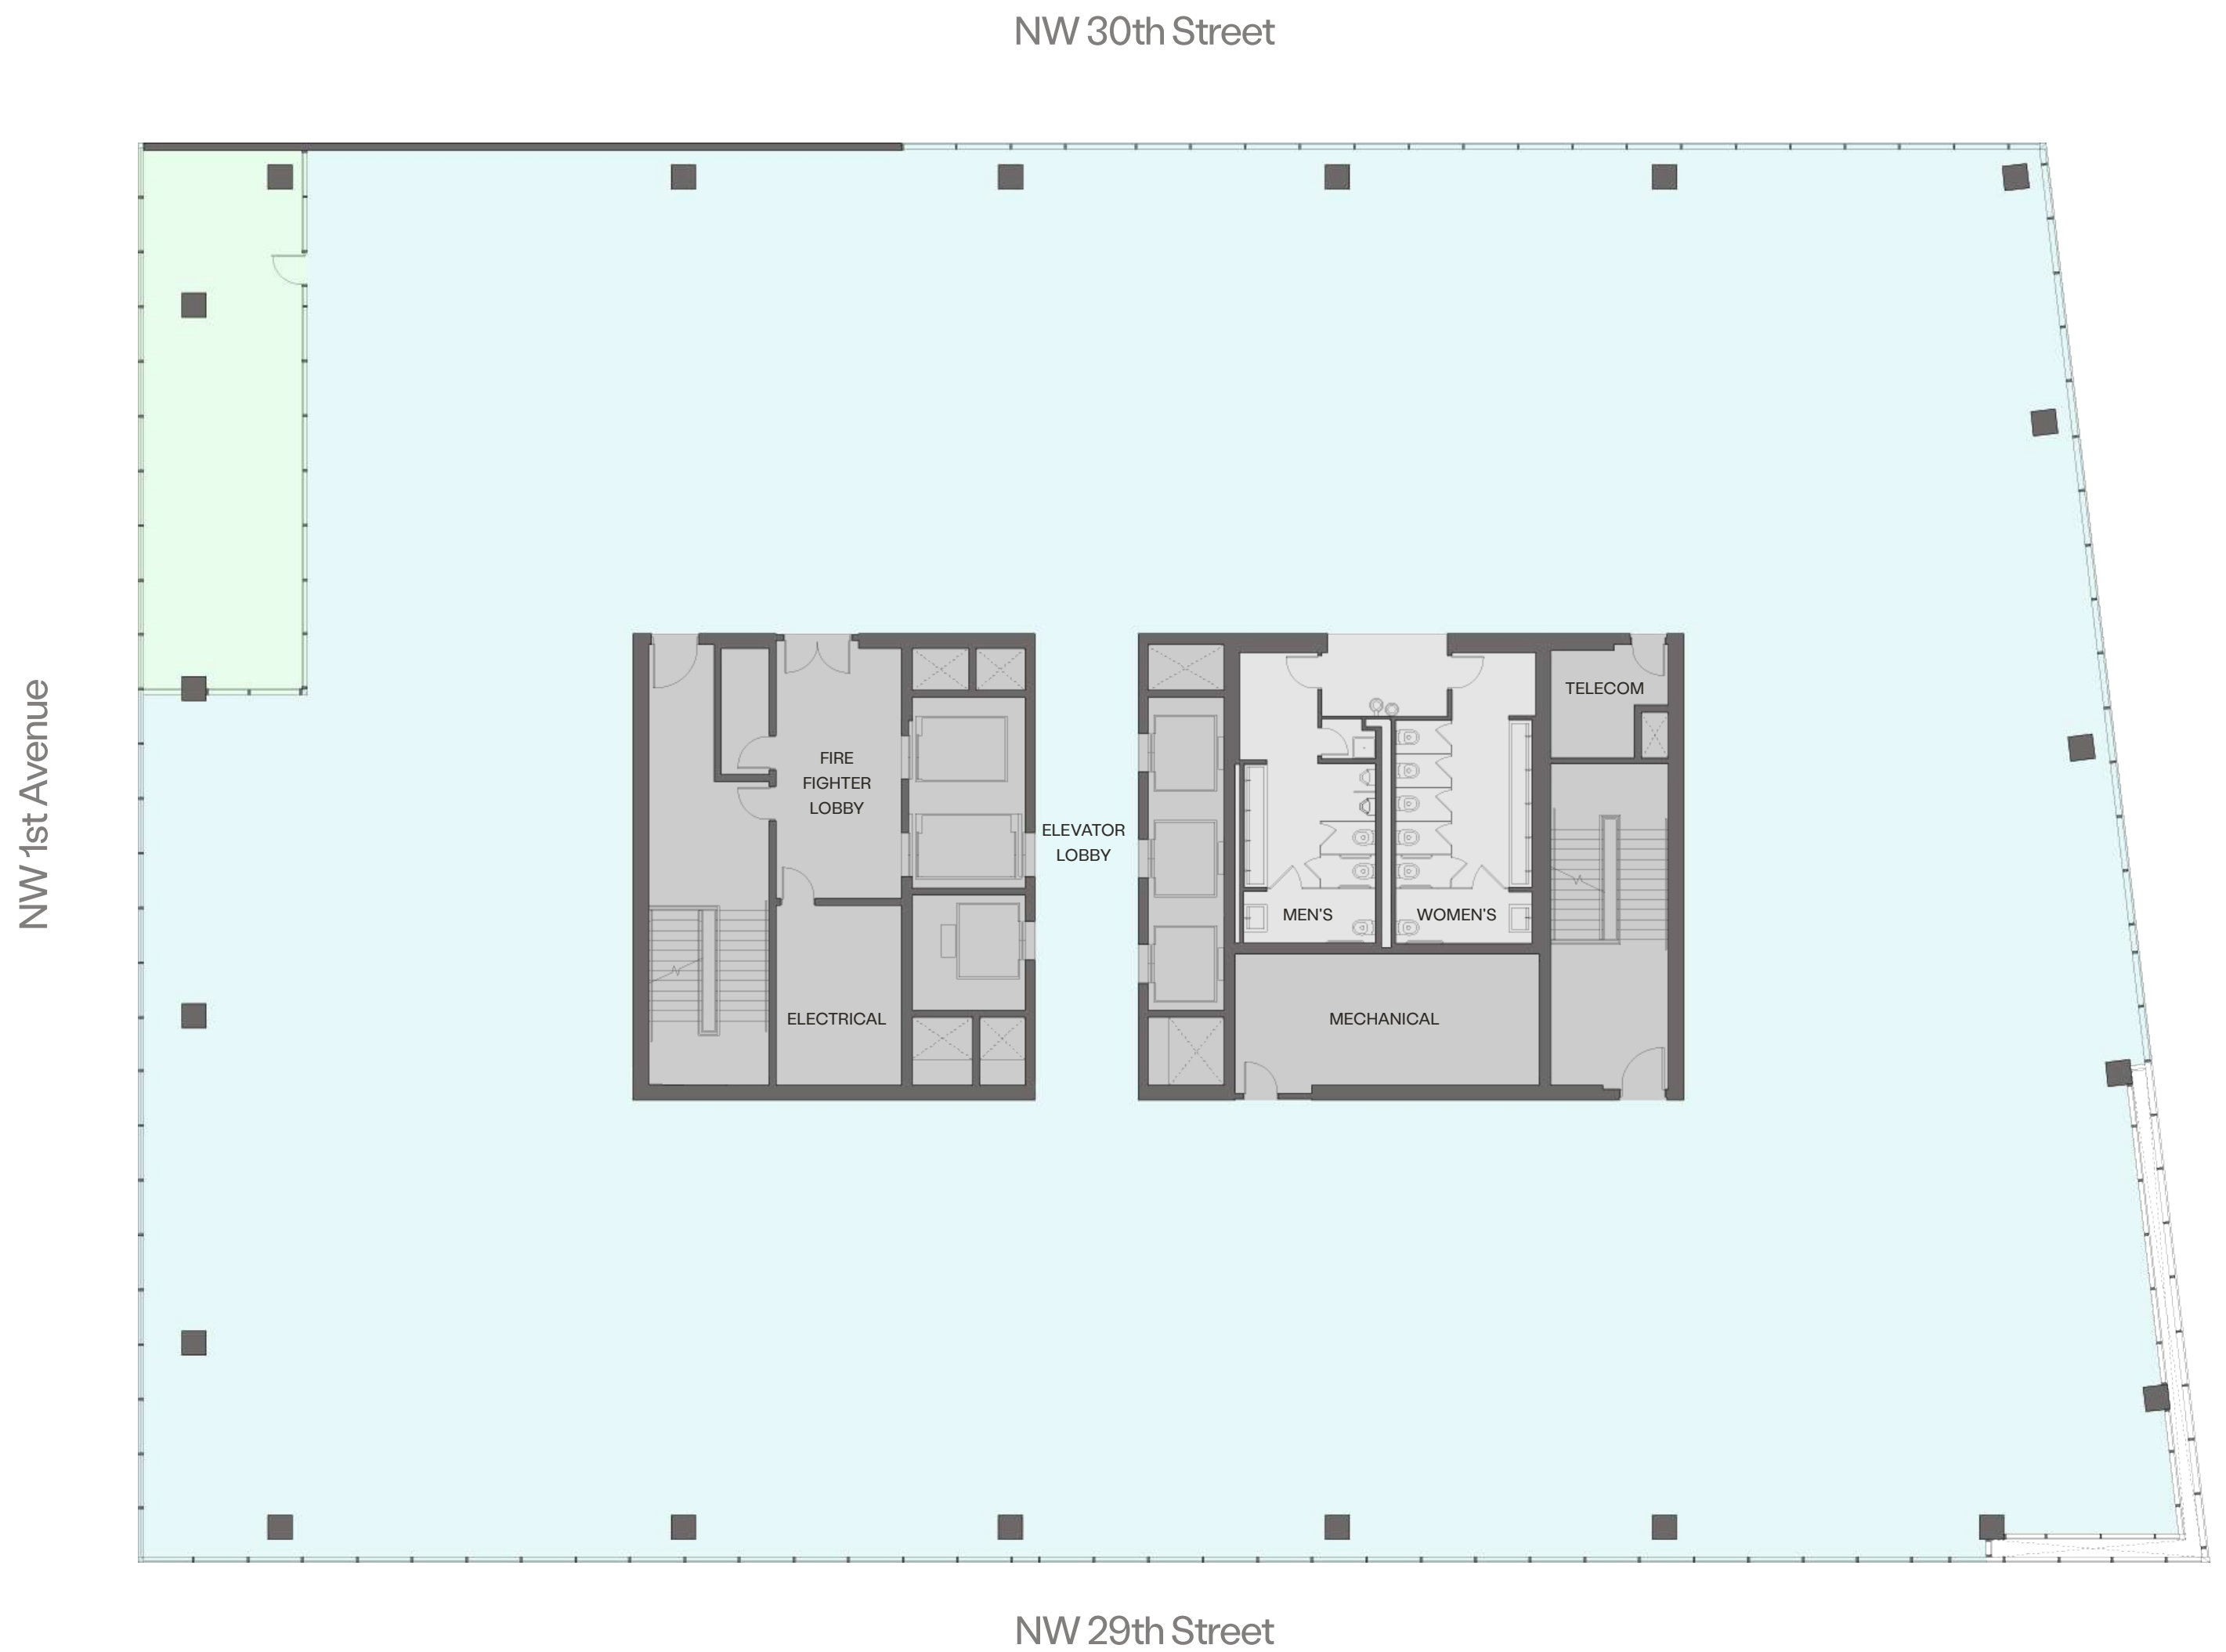 NW 30th Street
NW 1st Avenue
TELECOM
FIRE
FIGHTER
LOBBY
ELEVATOR
LOBBY
MEN'S
WOMEN'S
ELECTRICAL
MECHANICAL
NW 29th Street